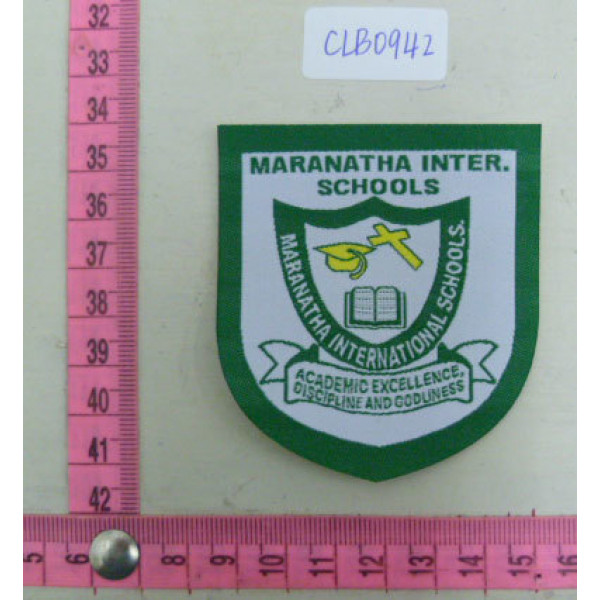 CLB0942
MARANATHA INTER.
SCHOOLS
MARANATHA INTERNATIONAL SCHOOLS.
ACADEMIC EXCELLENCE,
DISCIPLINE AND GODLINESS
32
33
34
35
36
37
38
39
40
41
42
5 6 8 9 10 11 12 13 14 15 16